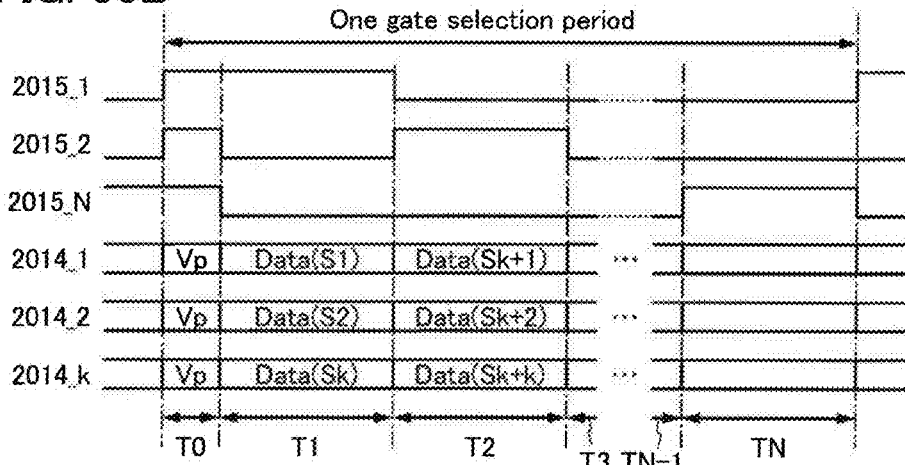 One gate selection period
2015_1
2015_2
2015_N
2014_1 Vp Data(S1) Data(Sk+1) ...
2014_2 Vp Data(S2) Data(Sk+2) ...
2014_k Vp Data(Sk) Data(Sk+k) ...
T0 T1 T2 T3 TN-1 TN